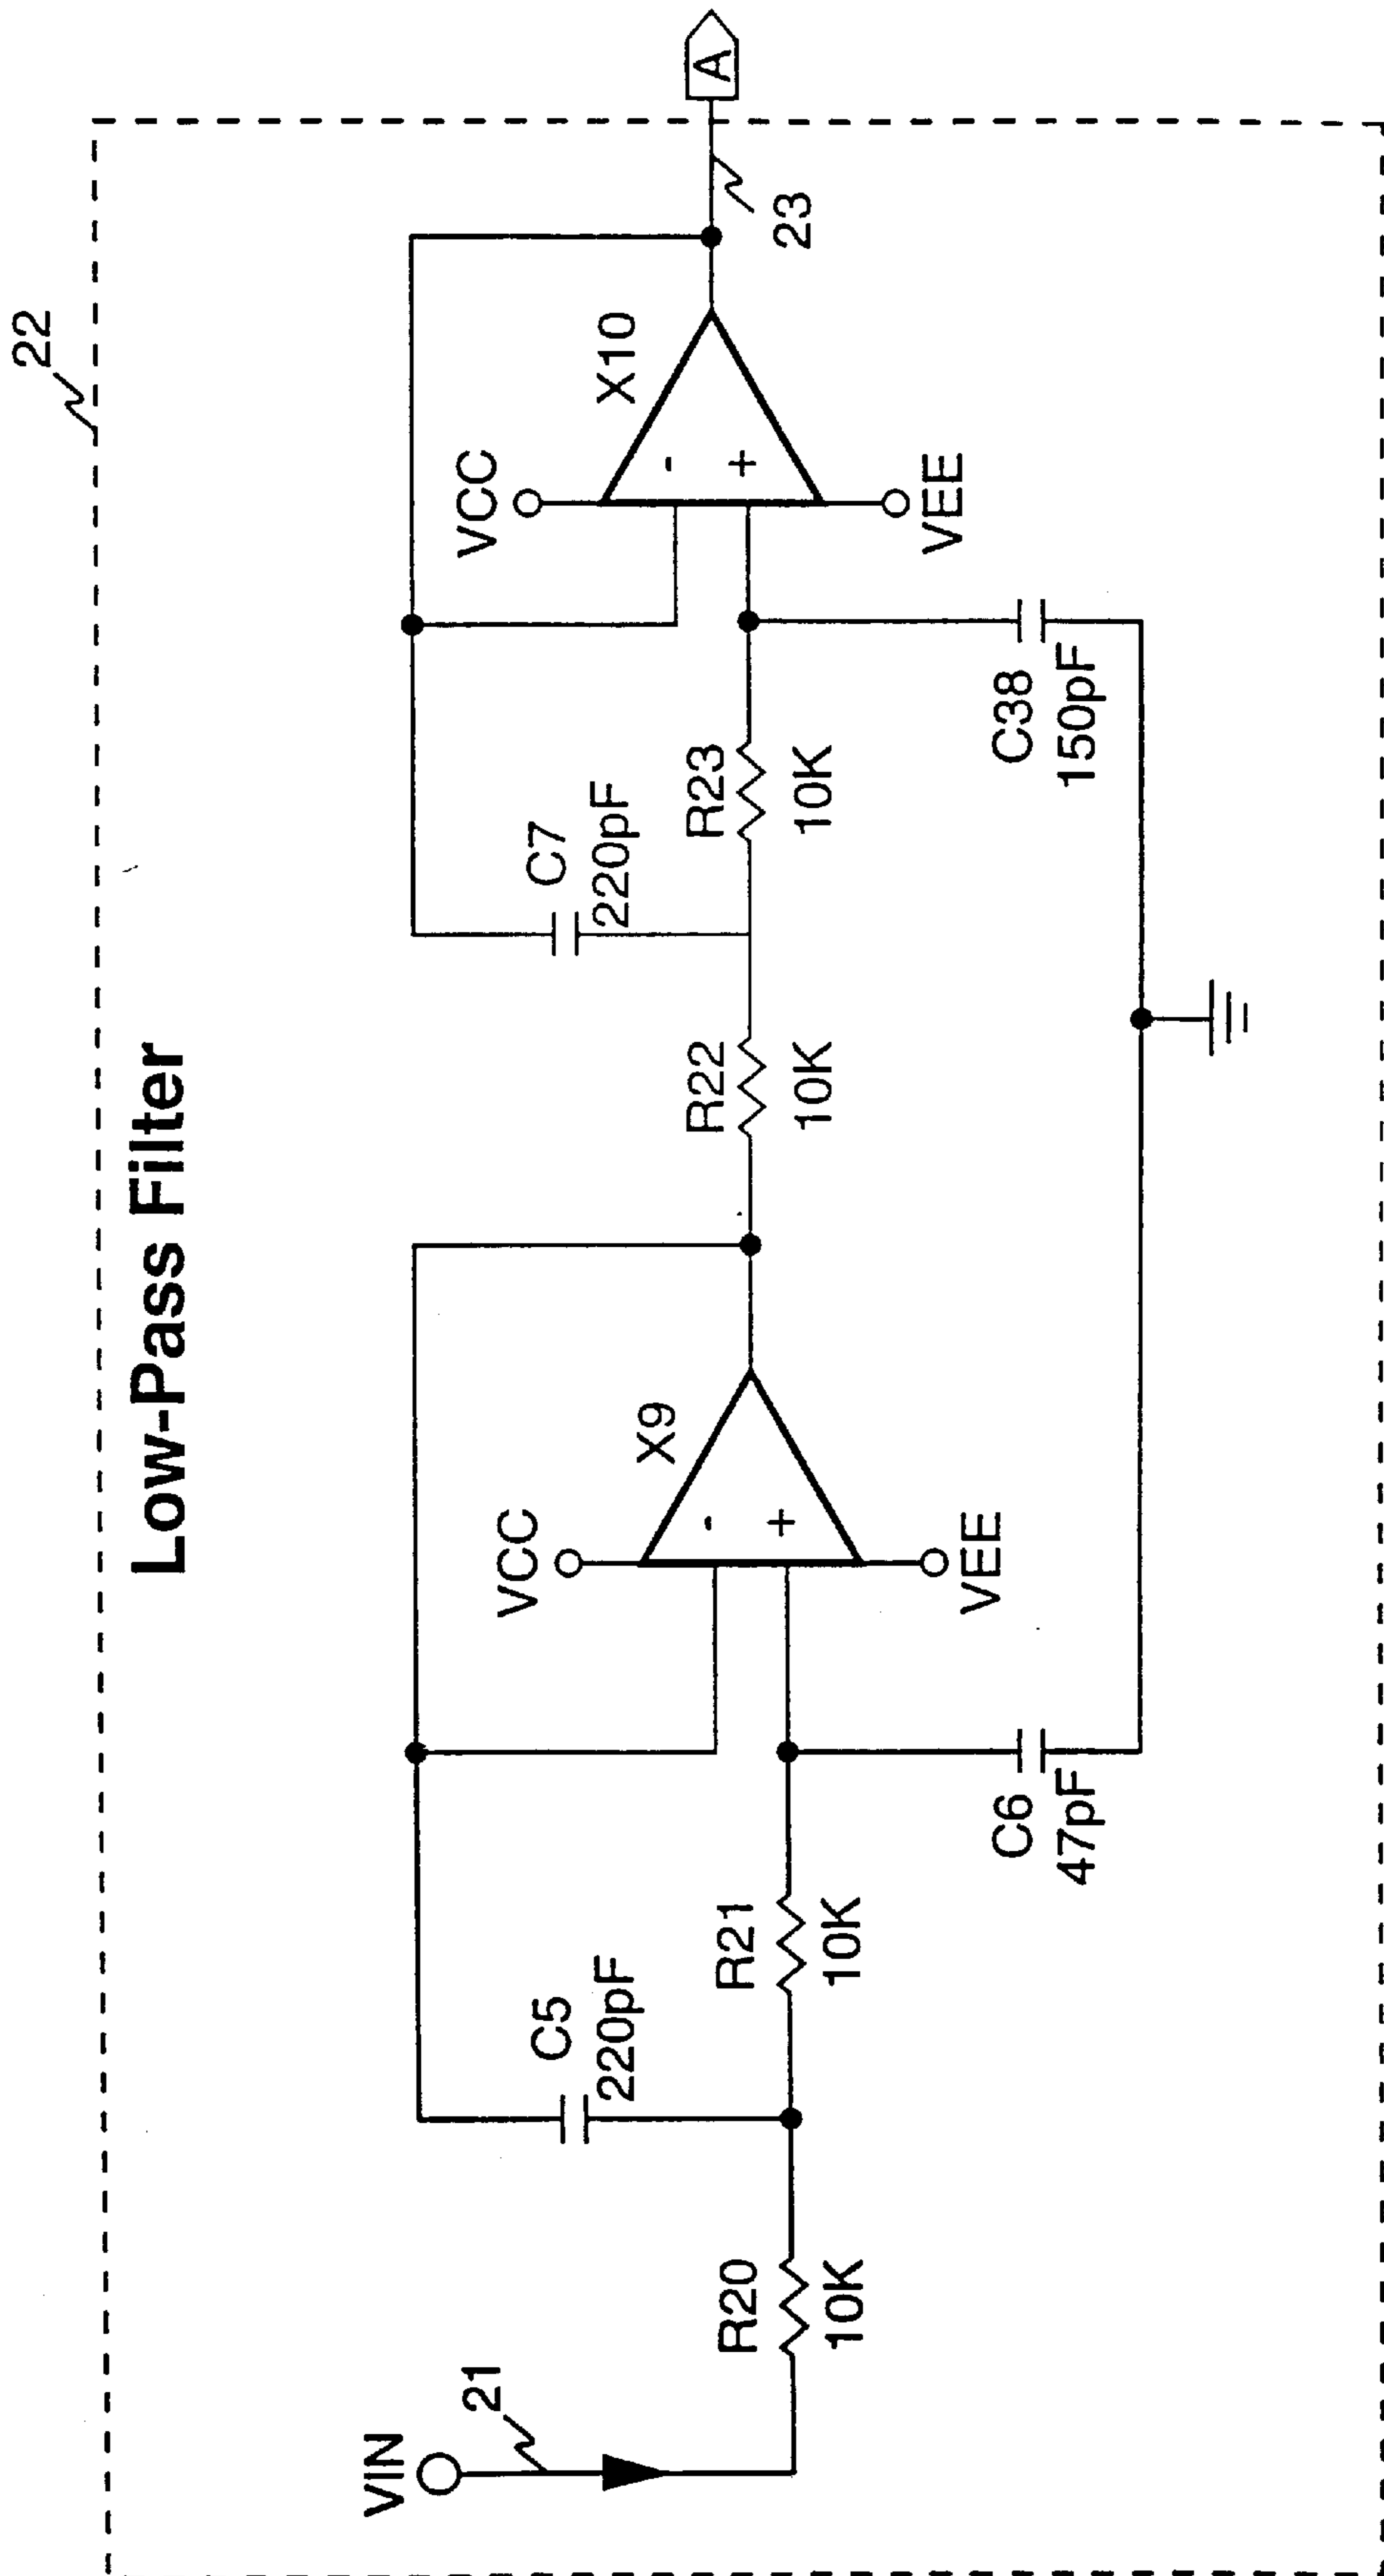 22
Low-Pass Filter
VIN
21
R20
10K
C5
220pF
R21
10K
C6
47pF
VCC
X9
-
+
VEE
R22
10K
C7
220pF
R23
10K
C38
150pF
VCC
X10
-
+
VEE
23
A